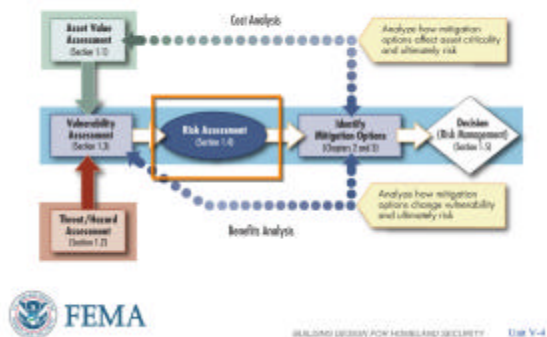 Cost Analysis
Asset Value
Assessment
(Section 1.1)
Analyze how mitigation
options affect asset criticality
and ultimately risk
Vulnerability
Assessment
(Section 1.3)
Risk Assessment
(Section 1.4)
Identify
Mitigation Options
(Chapters 2 and 3)
Decision
(Risk Management)
(Section 1.5)
Analyze how mitigation
options change vulnerability
and ultimately risk
Threat/Hazard
Assessment
(Section 1.2)
Benefits Analysis
FEMA
BUILDING DESIGN FOR HOMELAND SECURITY
Unit V-4